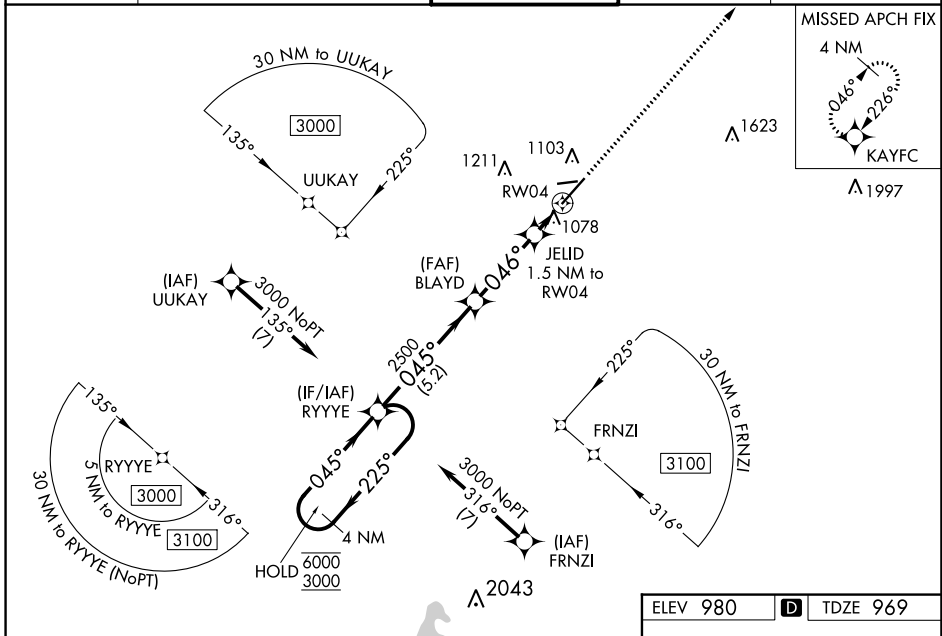 MISSED APCH FIX
4 NM
046°
226°
KAYFC
30 NM to UUKAY
3000
135°
225°
UUKAY
1623
1997
1211
1103
RW04
1078
JELID
1.5 NM to
RW04
(FAF)
BLAYD
046°
(IAF)
UUKAY
3000 NoPT
135°
(7)
2500
045°
(5.2)
(IF/IAF)
RYYYE
045°
225°
4 NM
HOLD
6000
3000
135°
RYYYE
316°
5 NM to RYYYE
3000
3100
30 NM to RYYYE (NoPT)
225°
30 NM to FRNZI
FRNZI
3100
316°
3000 NoPT
316°
(7)
(IAF)
FRNZI
2043
ELEV 980 D TDZE 969